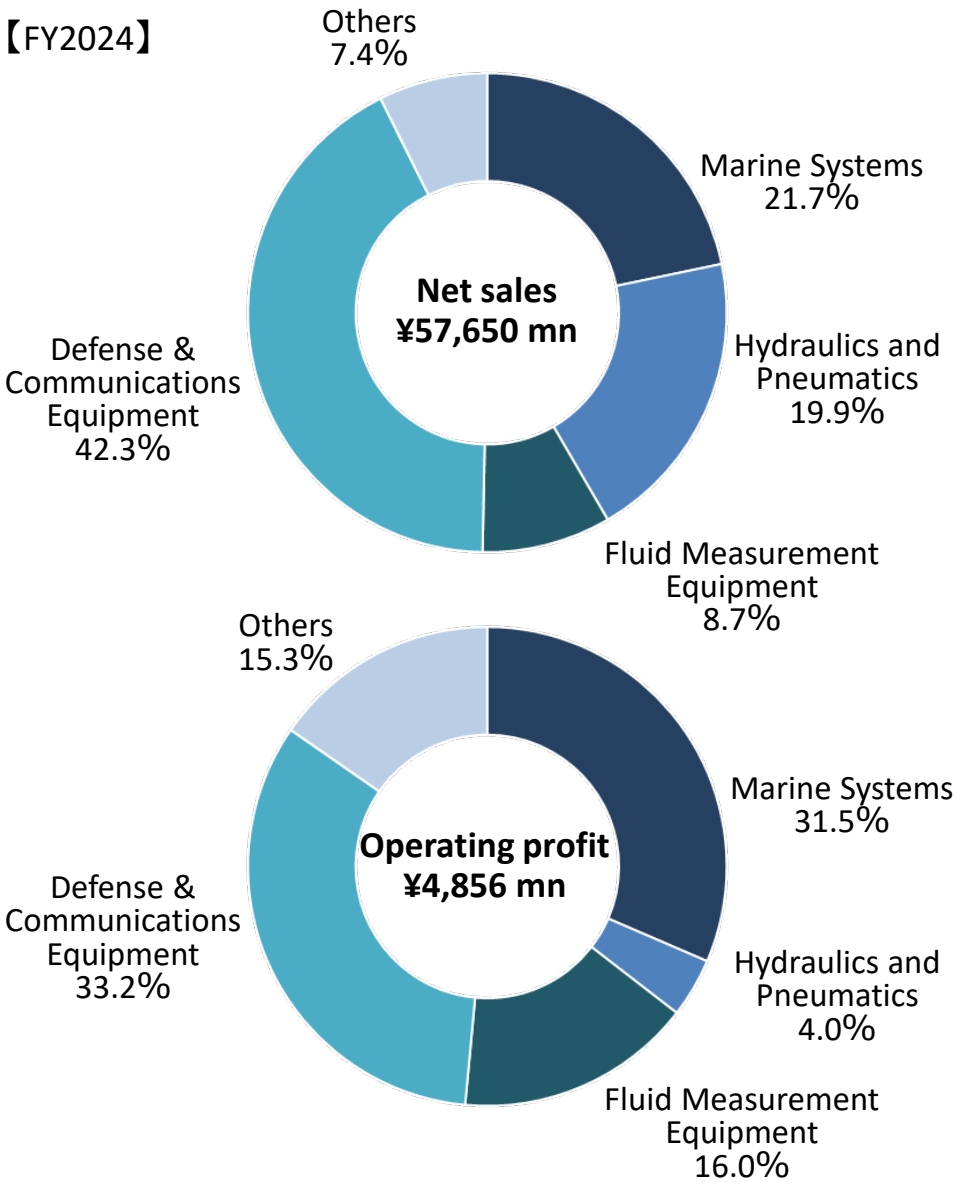 【FY2024】
Others
7.4%
Marine Systems
21.7%
Net sales
¥57,650 mn
Hydraulics and
Pneumatics
19.9%
Defense &
Communications
Equipment
42.3%
Fluid Measurement
Equipment
8.7%
Others
15.3%
Marine Systems
31.5%
Operating profit
¥4,856 mn
Defense &
Communications
Equipment
33.2%
Hydraulics and
Pneumatics
4.0%
Fluid Measurement
Equipment
16.0%